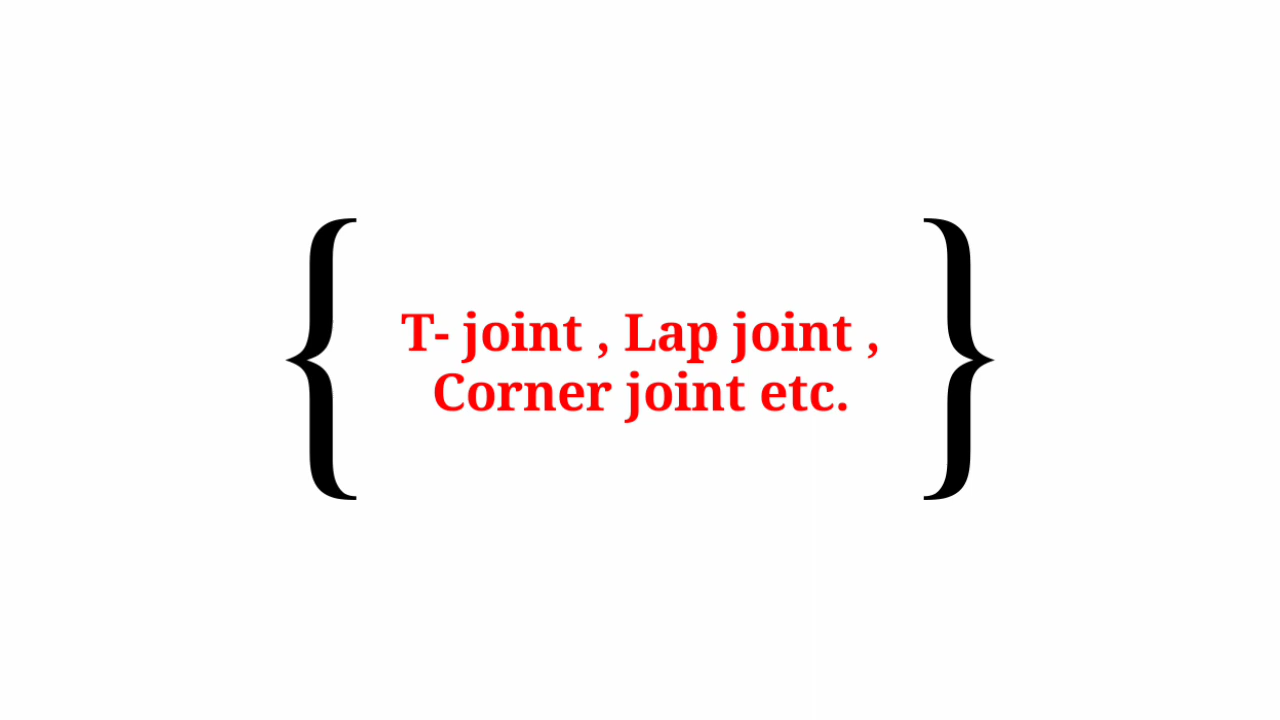 { T- joint , Lap joint ,
Corner joint etc. }